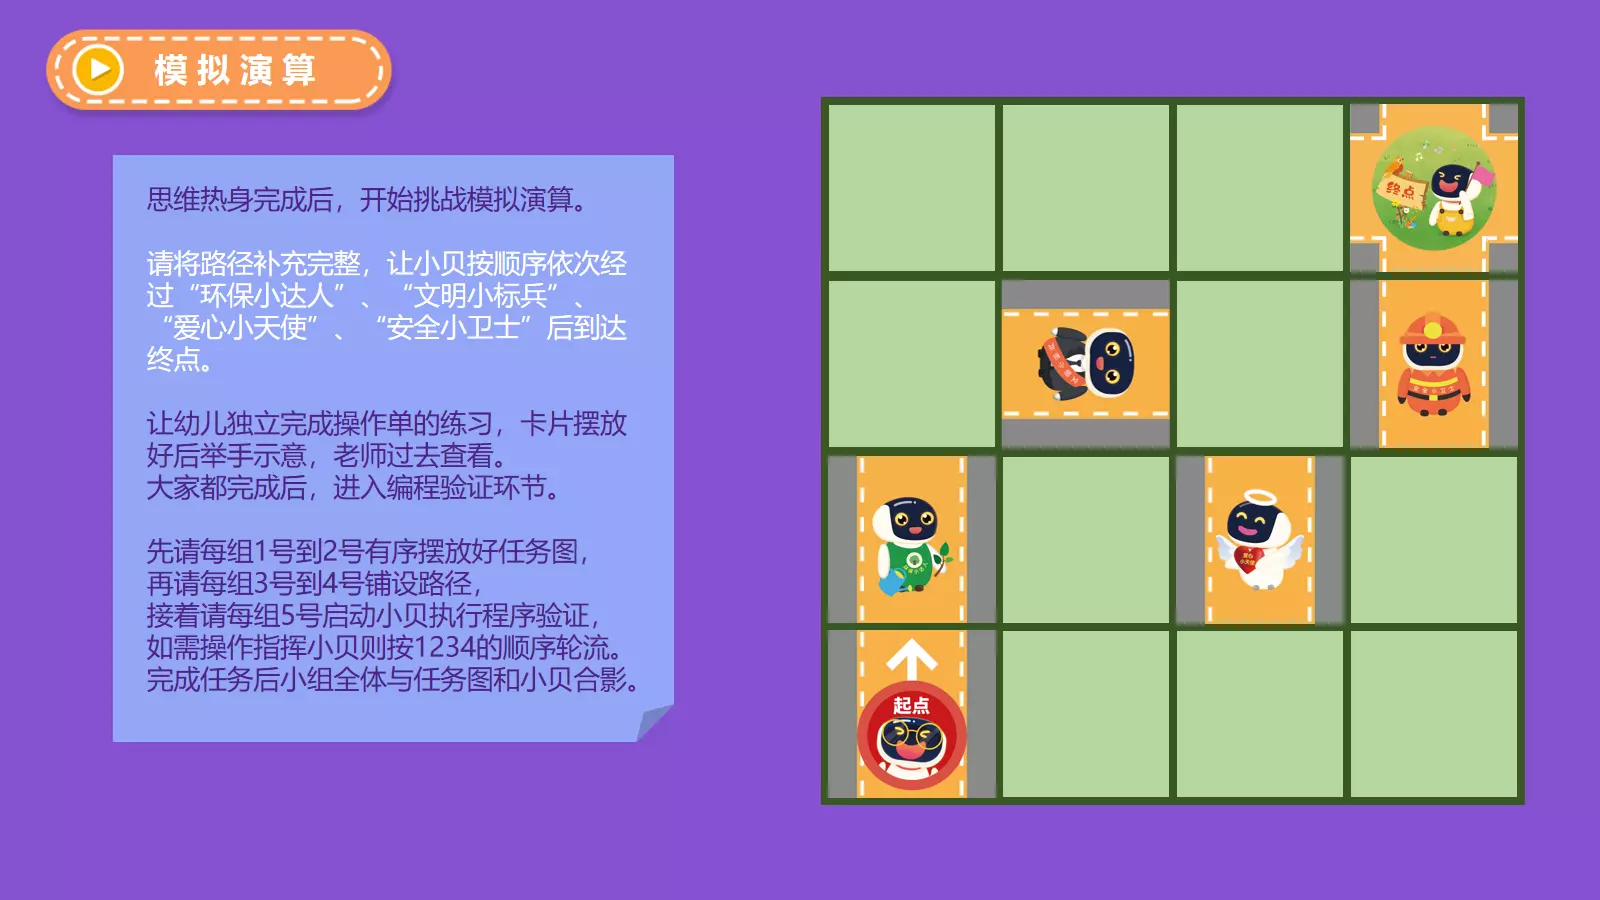 模拟演算
思维热身完成后，开始挑战模拟演算。
请将路径补充完整，让小贝按顺序依次经
过“环保小达人”、“文明小标兵”、
“爱心小天使”、“安全小卫士”后到达
终点。
让幼儿独立完成操作单的练习，卡片摆放
好后举手示意，老师过去查看。
大家都完成后，进入编程验证环节。
先请每组1号到2号有序摆放好任务图，
再请每组3号到4号铺设路径，
接着请每组5号启动小贝执行程序验证，
如需操作指挥小贝则按1234的顺序轮流。
完成任务后小组全体与任务图和小贝合影。
终点
安全小卫士
爱心
小天使
起点